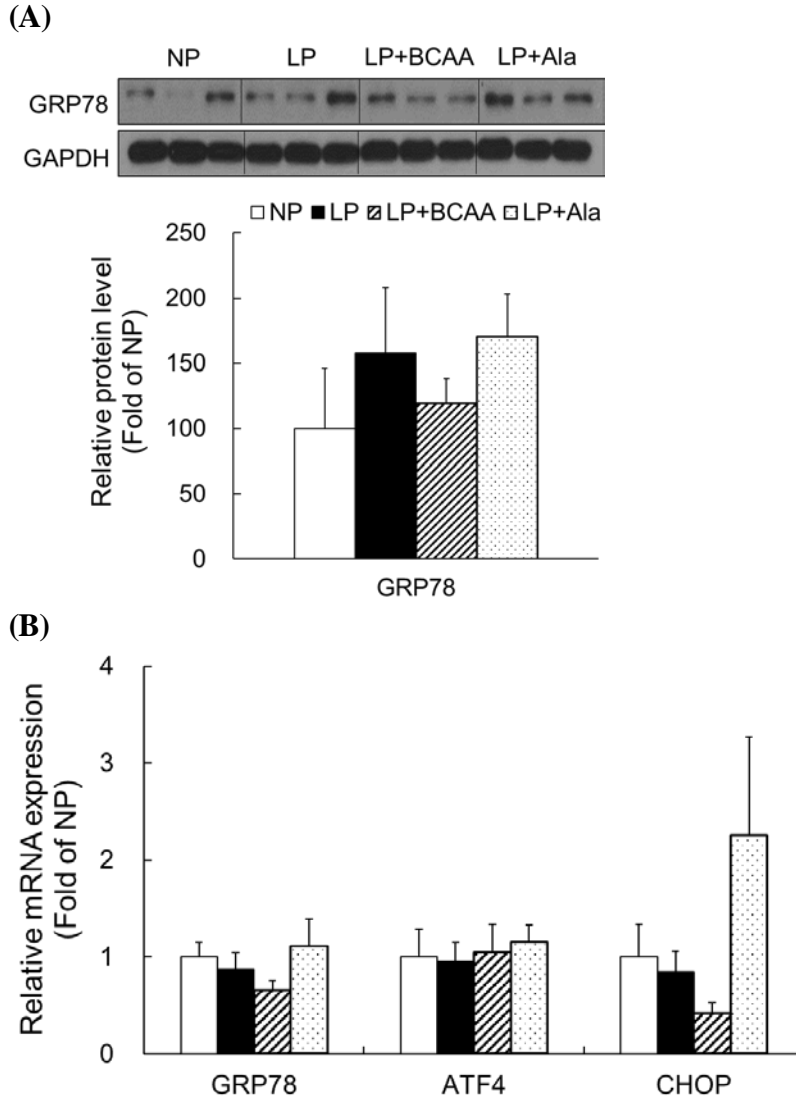 (A)
NP LP LP+BCAA LP+Ala
GRP78
GAPDH
NP LP LP+BCAA LP+Ala
Relative protein level
(Fold of NP)
250
200
150
100
50
0
GRP78
(B)
Relative mRNA expression
(Fold of NP)
4
3
2
1
0
GRP78 ATF4 CHOP